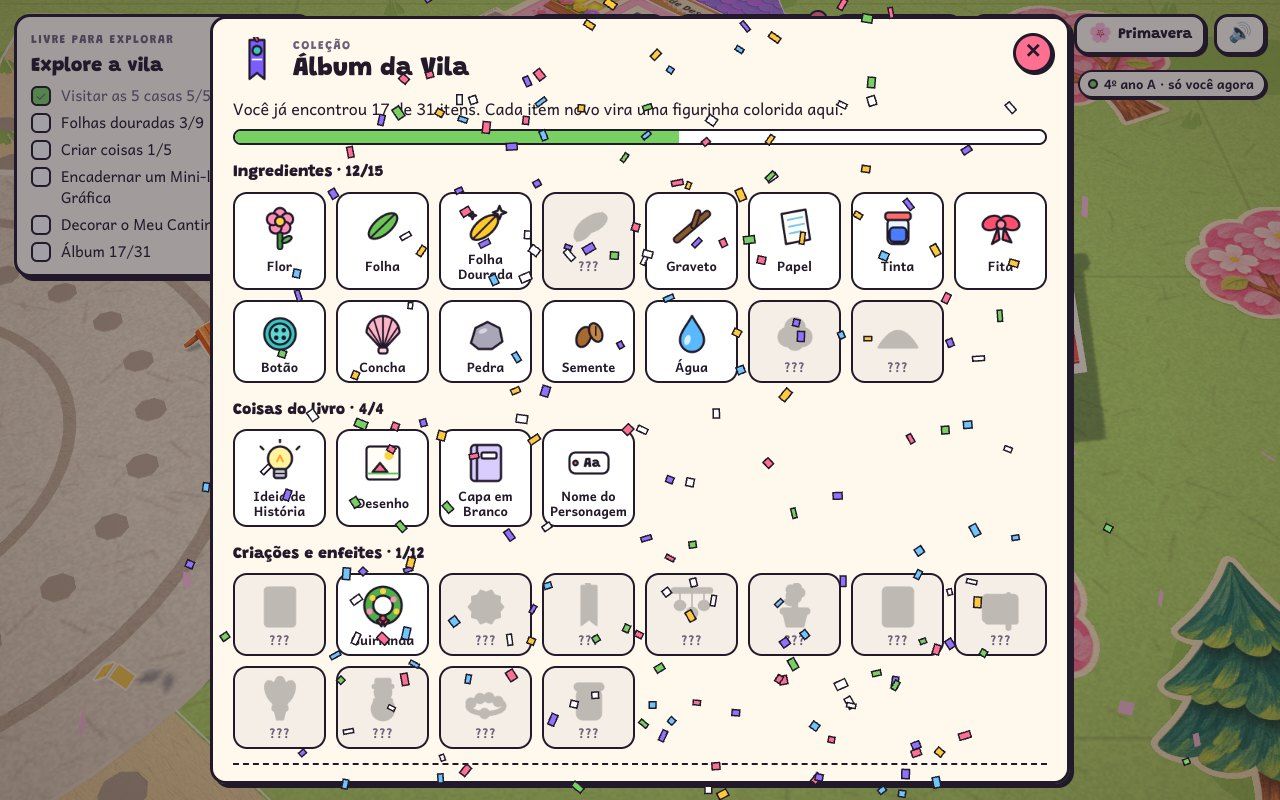 LIVRE PARA EXPLORAR
Explore a vila
Visitar as 5 casas 5/5
Folhas douradas 3/9
Criar coisas 1/5
Encadernar um Mini-l
Gráfica
Decorar o Meu Cantin
Álbum 17/31
COLEÇÃO
Álbum da Vila
Você já encontrou 17 de 31 itens. Cada item novo vira uma figurinha colorida aqui.
Ingredientes · 12/15
Flor
Folha
Folha
Dourada
???
Graveto
Papel
Tinta
Fita
Botão
Concha
Pedra
Semente
Água
???
???
Coisas do livro · 4/4
Ideia de
História
Desenho
Capa em
Branco
Aa
Nome do
Personagem
Criações e enfeites · 1/12
???
Guirlanda
???
???
???
???
???
???
???
???
???
???
Primavera
4º ano A · só você agora